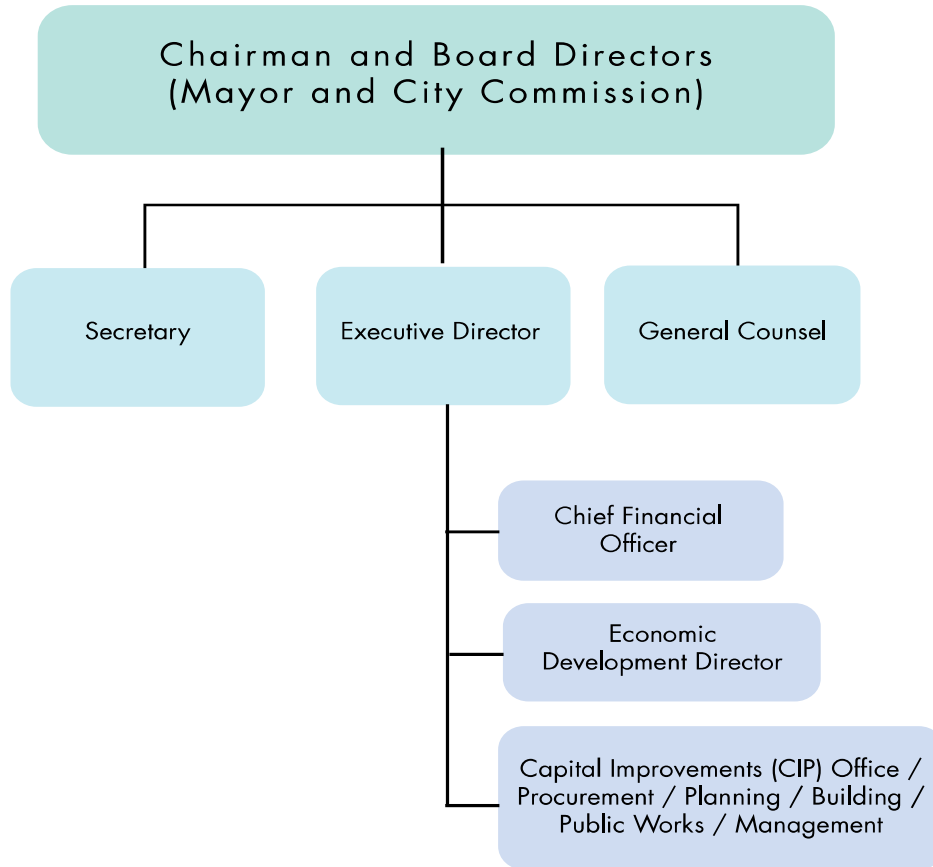 Chairman and Board Directors
(Mayor and City Commission)
Secretary
Executive Director
General Counsel
Chief Financial
Officer
Economic
Development Director
Capital Improvements (CIP) Office /
Procurement / Planning / Building /
Public Works / Management